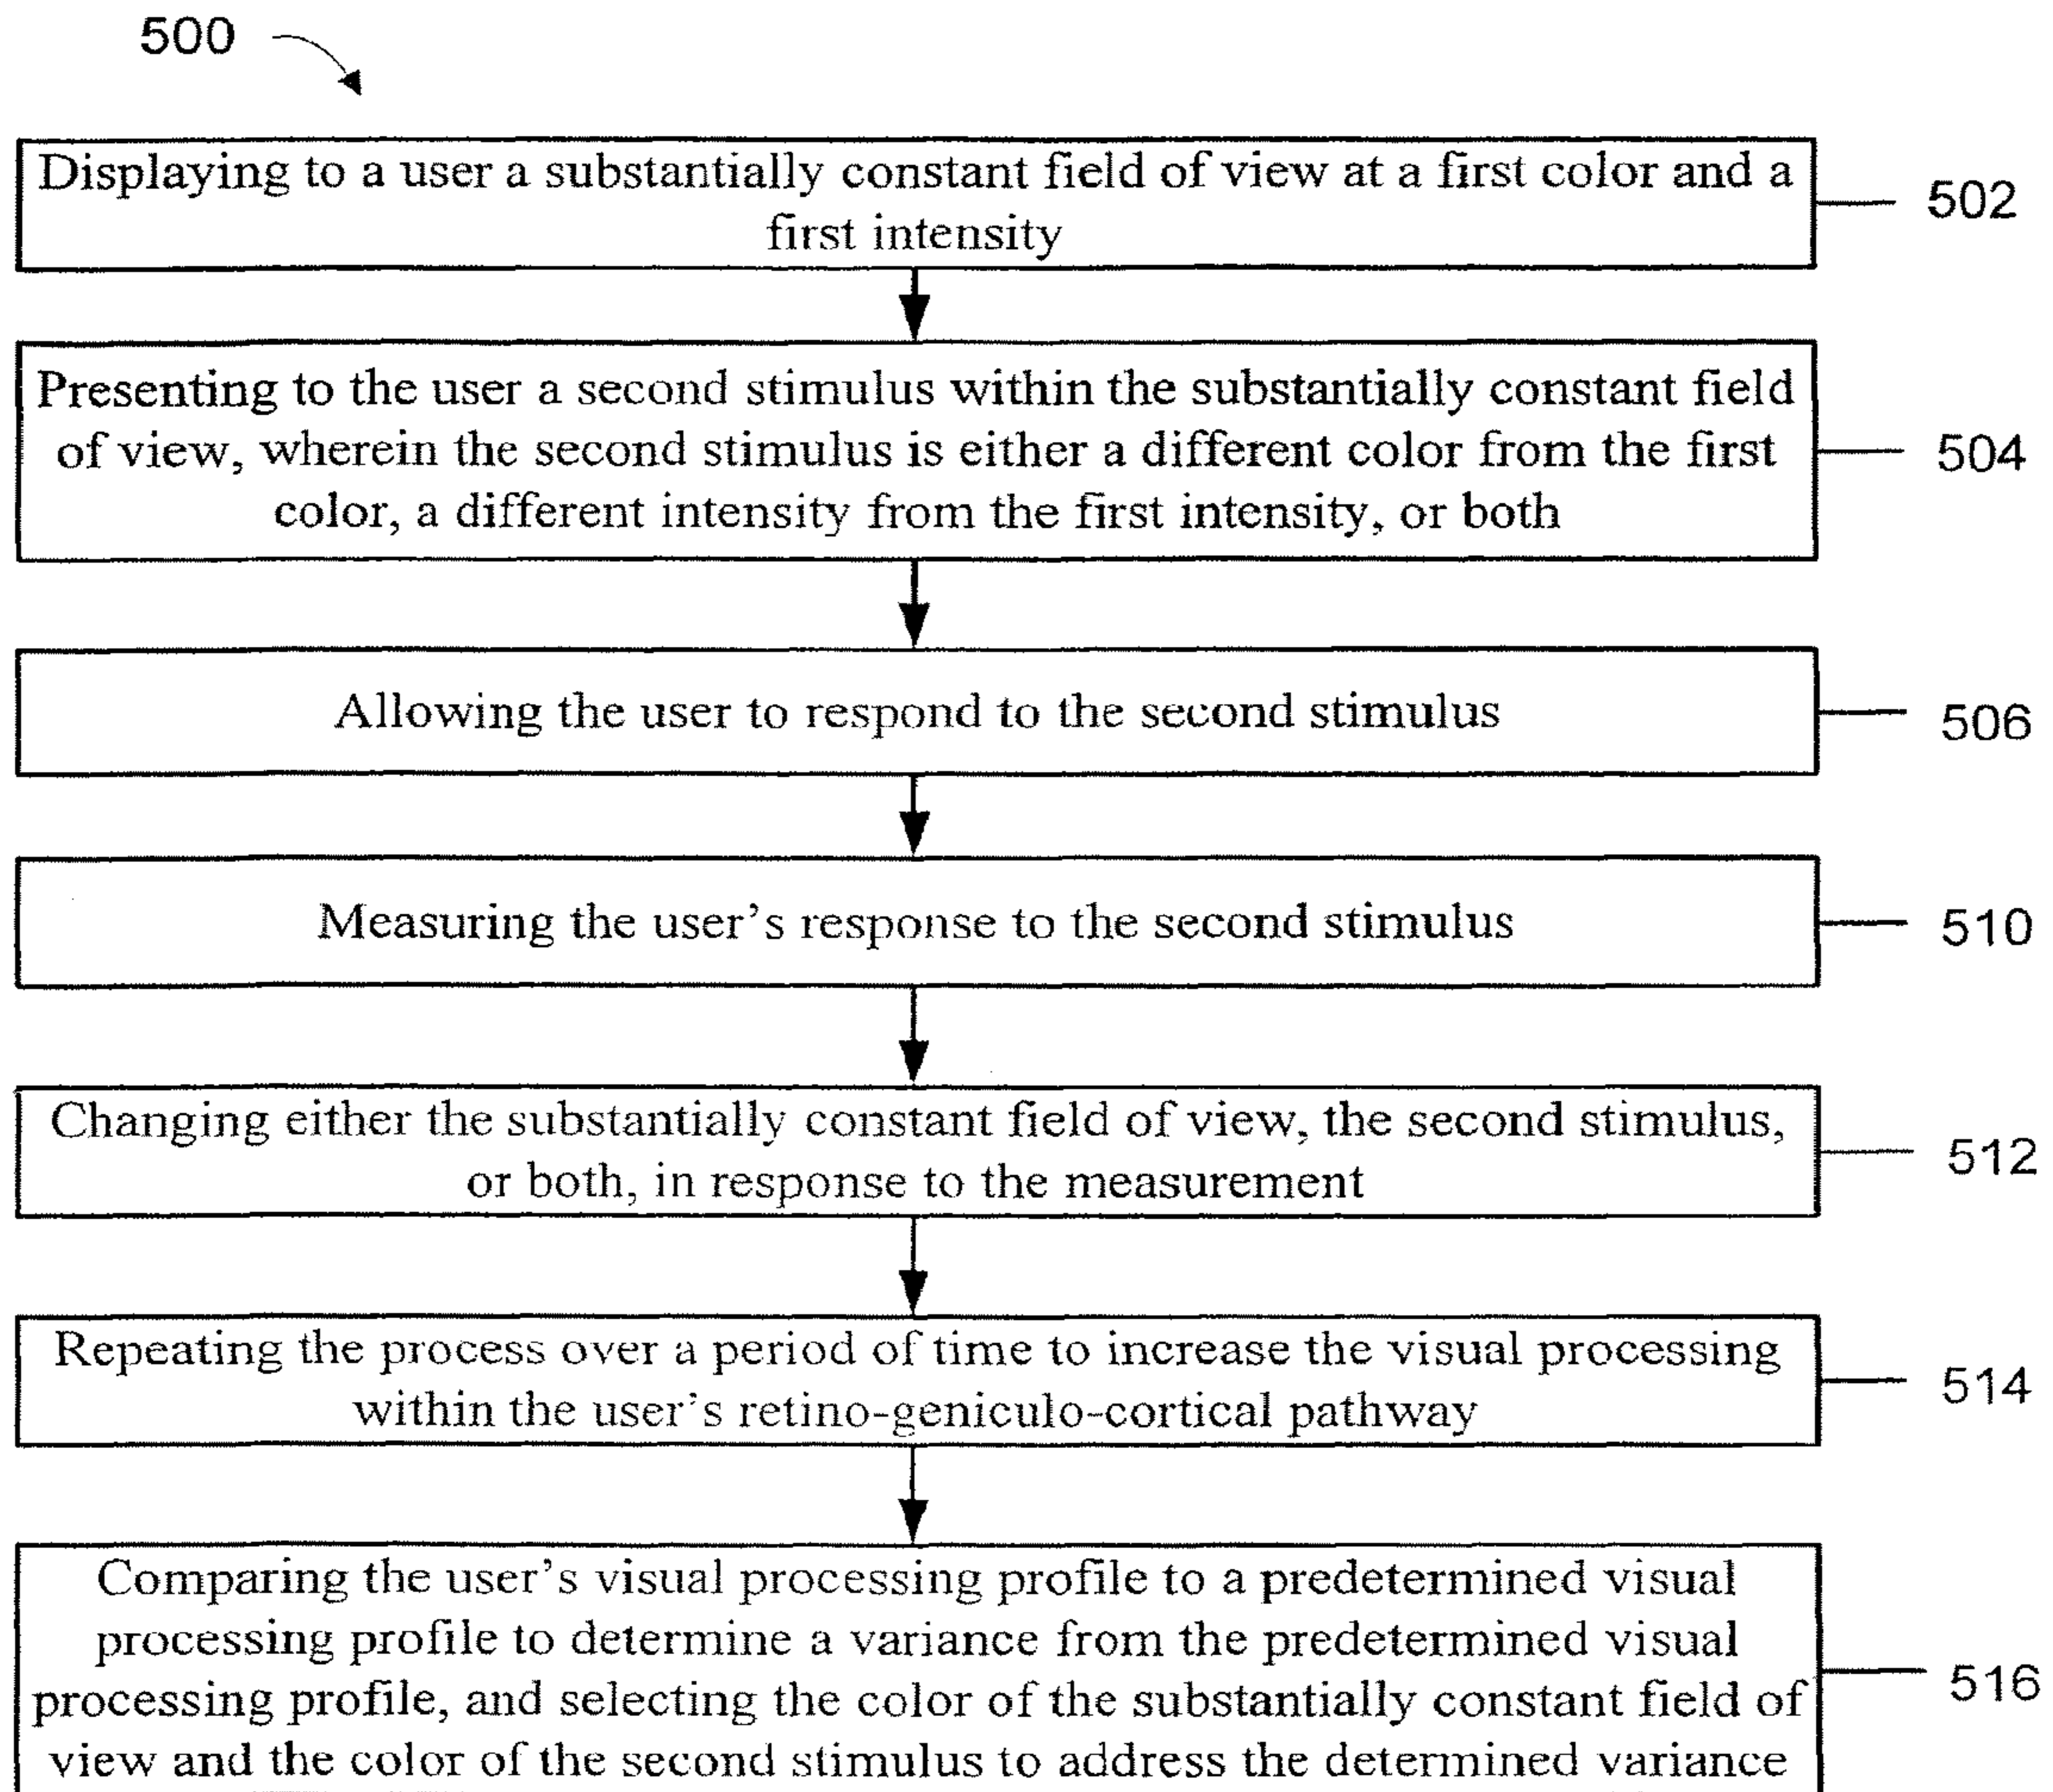 500
Displaying to a user a substantially constant field of view at a first color and a
first intensity
502
Presenting to the user a second stimulus within the substantially constant field
of view, wherein the second stimulus is either a different color from the first
color, a different intensity from the first intensity, or both
504
Allowing the user to respond to the second stimulus
506
Measuring the user's response to the second stimulus
510
Changing either the substantially constant field of view, the second stimulus,
or both, in response to the measurement
512
Repeating the process over a period of time to increase the visual processing
within the user's retino-geniculo-cortical pathway
514
Comparing the user's visual processing profile to a predetermined visual
processing profile to determine a variance from the predetermined visual
processing profile, and selecting the color of the substantially constant field of
view and the color of the second stimulus to address the determined variance
516